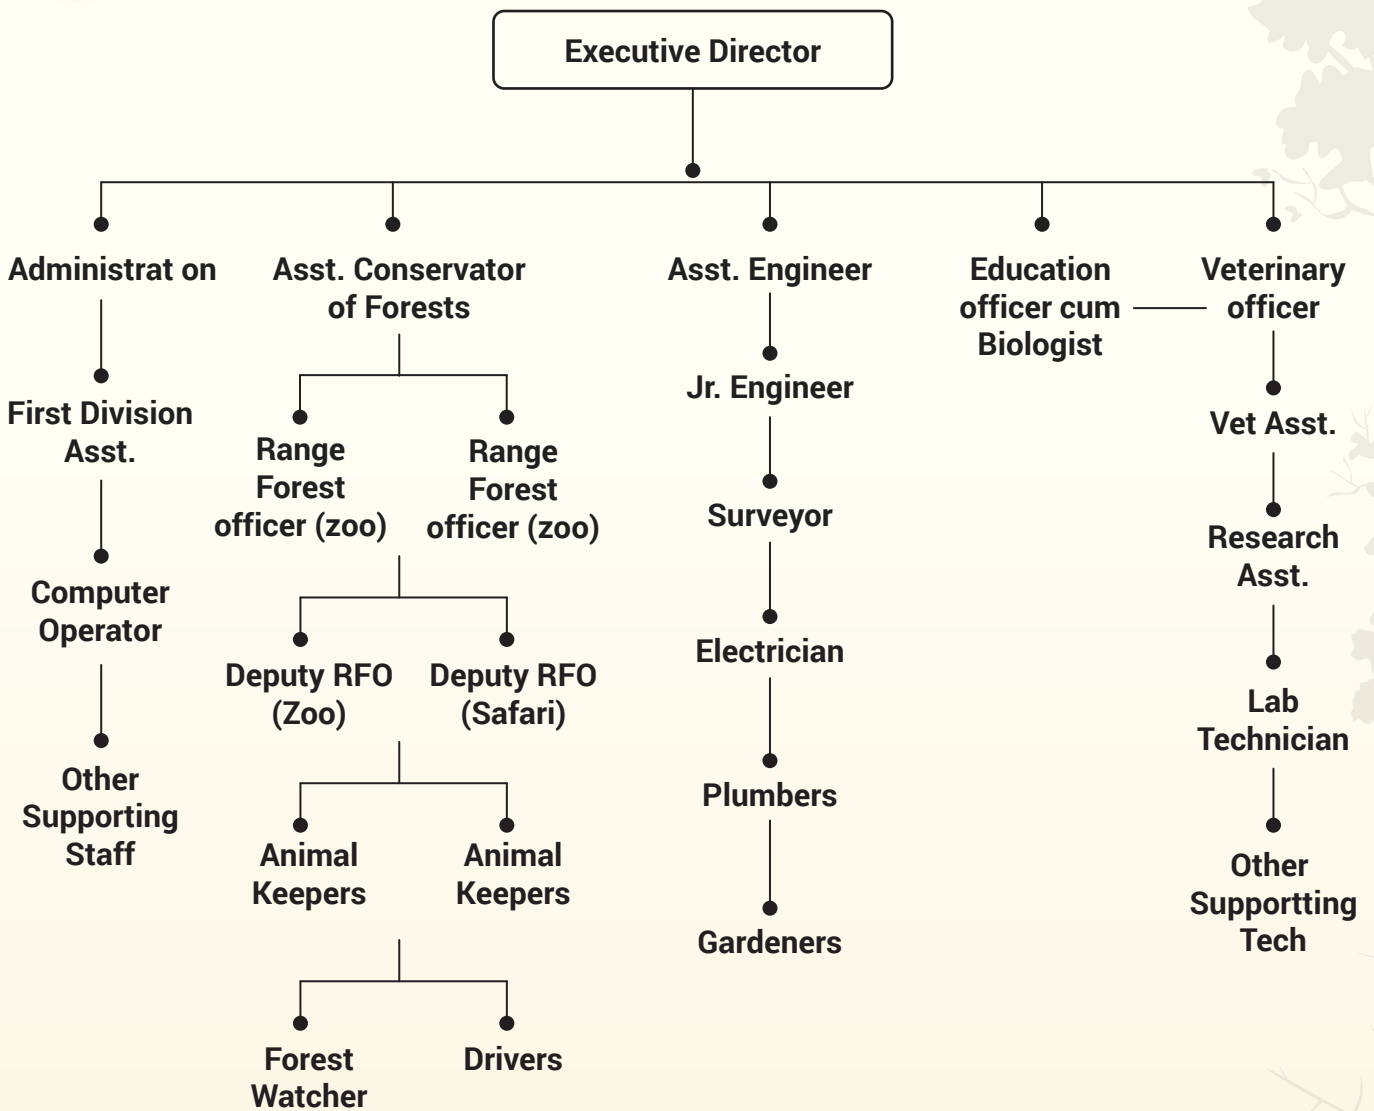 Executive Director
Administrat on
First Division
Asst.
Computer
Operator
Other
Supporting
Staff
Asst. Conservator
of Forests
Range
Forest
officer (zoo)
Range
Forest
officer (zoo)
Deputy RFO
(Zoo)
Deputy RFO
(Safari)
Animal
Keepers
Animal
Keepers
Forest
Watcher
Drivers
Asst. Engineer
Jr. Engineer
Surveyor
Electrician
Plumbers
Gardeners
Education
officer cum
Biologist
Veterinary
officer
Vet Asst.
Research
Asst.
Lab
Technician
Other
Supportting
Tech